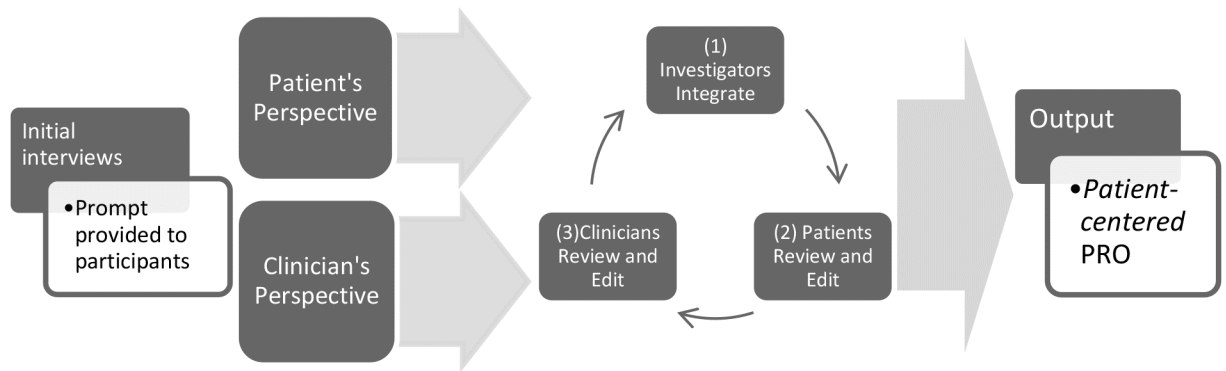 Initial
interviews
•Prompt
provided to
participants
Patient's
Perspective
Clinician's
Perspective
(1)
Investigators
Integrate
(2) Patients
Review and
Edit
(3)Clinicians
Review and
Edit
Output
•Patient-
centered
PRO